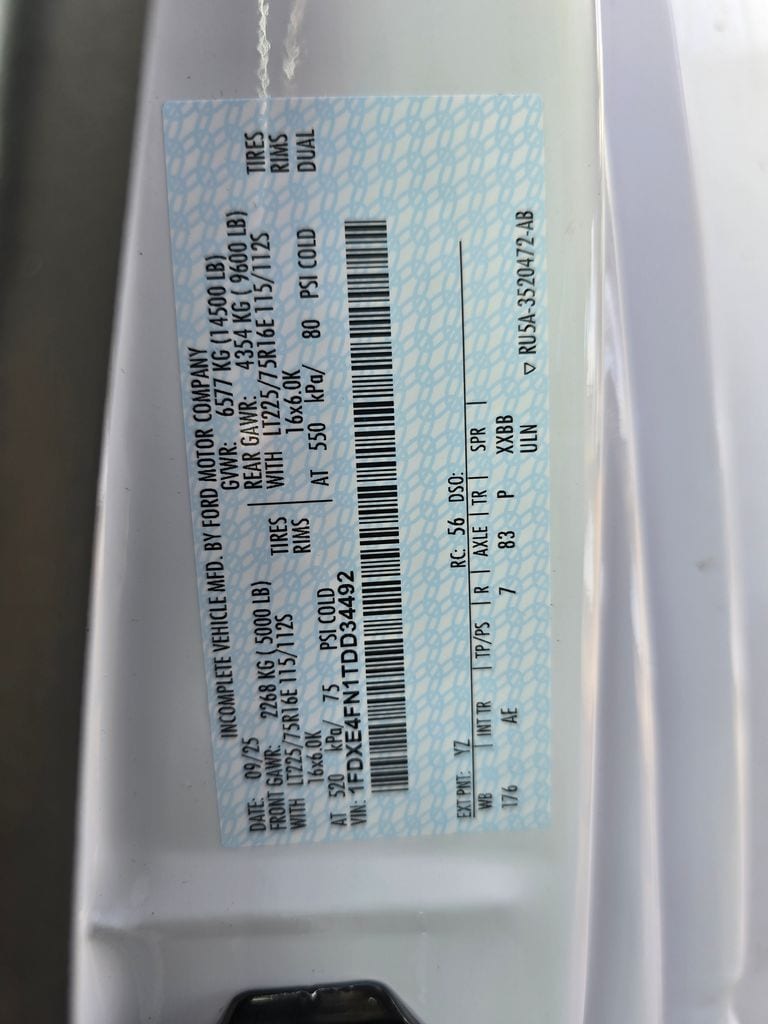 INCOMPLETE VEHICLE MFD. BY FORD MOTOR COMPANY
DATE: 09/25 GVWR: 6577 KG (14500 LB)
FRONT GAWR: 2268 KG ( 5000 LB) REAR GAWR: 4354 KG ( 9600 LB)
WITH LT225/75R16E 115/112S TIRES WITH LT225/75R16E 115/112S TIRES
16x6.0K RIMS 16x6.0K RIMS
AT 520 kPa/ 75 PSI COLD AT 550 kPa/ 80 PSI COLD DUAL
VIN: 1FDXE4FN1TDD34492
EXT PNT: YZ RC: 56 DSO:
WB | INT TR | TP/PS | R | AXLE | TR | SPR |
176 AE 7 83 P XXBB
ULN ▽ RU5A-3520472-AB